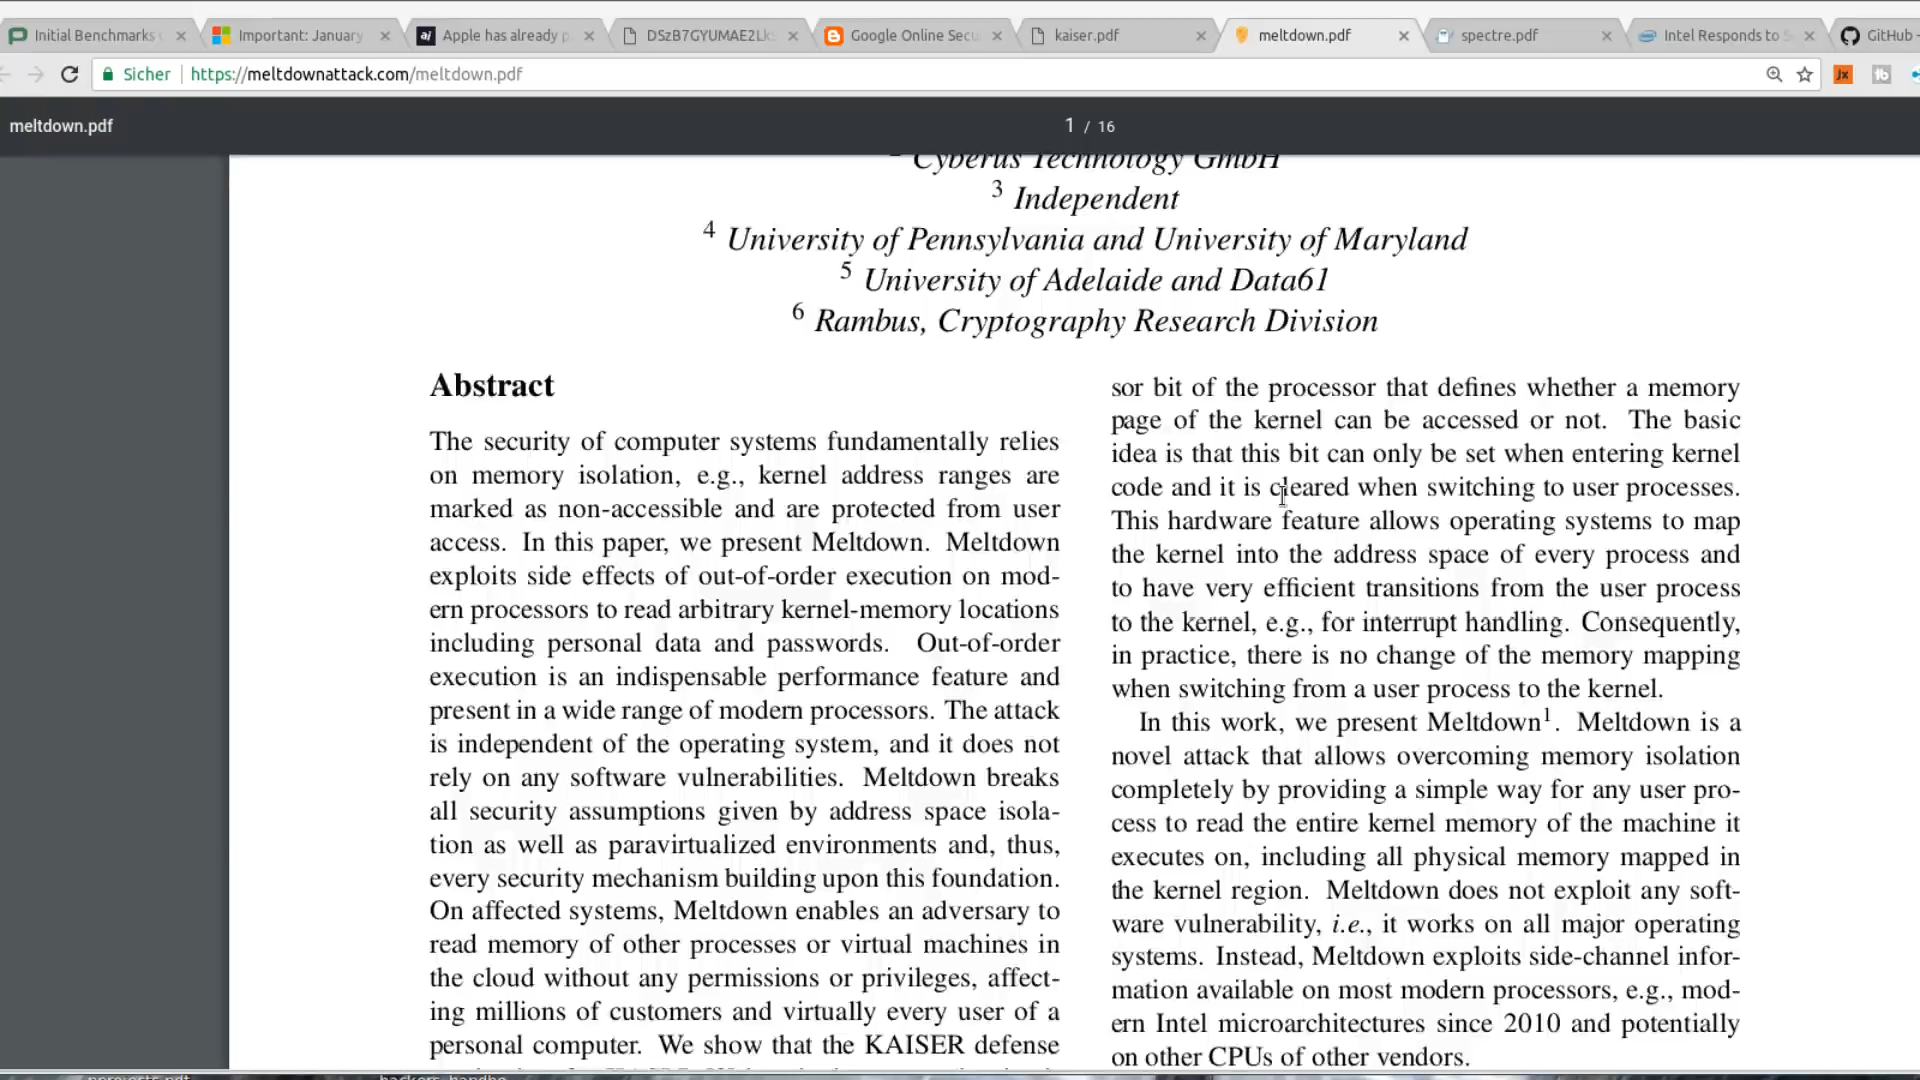 Initial Benchmarks
Important: January
Apple has already p
DSzB7GYUMAE2Lk
Google Online Secu
kaiser.pdf
meltdown.pdf
spectre.pdf
Intel Responds to S
GitHub -
Sicher | https://meltdownattack.com/meltdown.pdf
meltdown.pdf
1 / 16
Cyberus Technology GmbH
3 Independent
4 University of Pennsylvania and University of Maryland
5 University of Adelaide and Data61
6 Rambus, Cryptography Research Division
Abstract
The security of computer systems fundamentally relies
on memory isolation, e.g., kernel address ranges are
marked as non-accessible and are protected from user
access. In this paper, we present Meltdown. Meltdown
exploits side effects of out-of-order execution on mod-
ern processors to read arbitrary kernel-memory locations
including personal data and passwords. Out-of-order
execution is an indispensable performance feature and
present in a wide range of modern processors. The attack
is independent of the operating system, and it does not
rely on any software vulnerabilities. Meltdown breaks
all security assumptions given by address space isola-
tion as well as paravirtualized environments and, thus,
every security mechanism building upon this foundation.
On affected systems, Meltdown enables an adversary to
read memory of other processes or virtual machines in
the cloud without any permissions or privileges, affect-
ing millions of customers and virtually every user of a
personal computer. We show that the KAISER defense
sor bit of the processor that defines whether a memory
page of the kernel can be accessed or not. The basic
idea is that this bit can only be set when entering kernel
code and it is cleared when switching to user processes.
This hardware feature allows operating systems to map
the kernel into the address space of every process and
to have very efficient transitions from the user process
to the kernel, e.g., for interrupt handling. Consequently,
in practice, there is no change of the memory mapping
when switching from a user process to the kernel.
In this work, we present Meltdown1. Meltdown is a
novel attack that allows overcoming memory isolation
completely by providing a simple way for any user pro-
cess to read the entire kernel memory of the machine it
executes on, including all physical memory mapped in
the kernel region. Meltdown does not exploit any soft-
ware vulnerability, i.e., it works on all major operating
systems. Instead, Meltdown exploits side-channel infor-
mation available on most modern processors, e.g., mod-
ern Intel microarchitectures since 2010 and potentially
on other CPUs of other vendors.